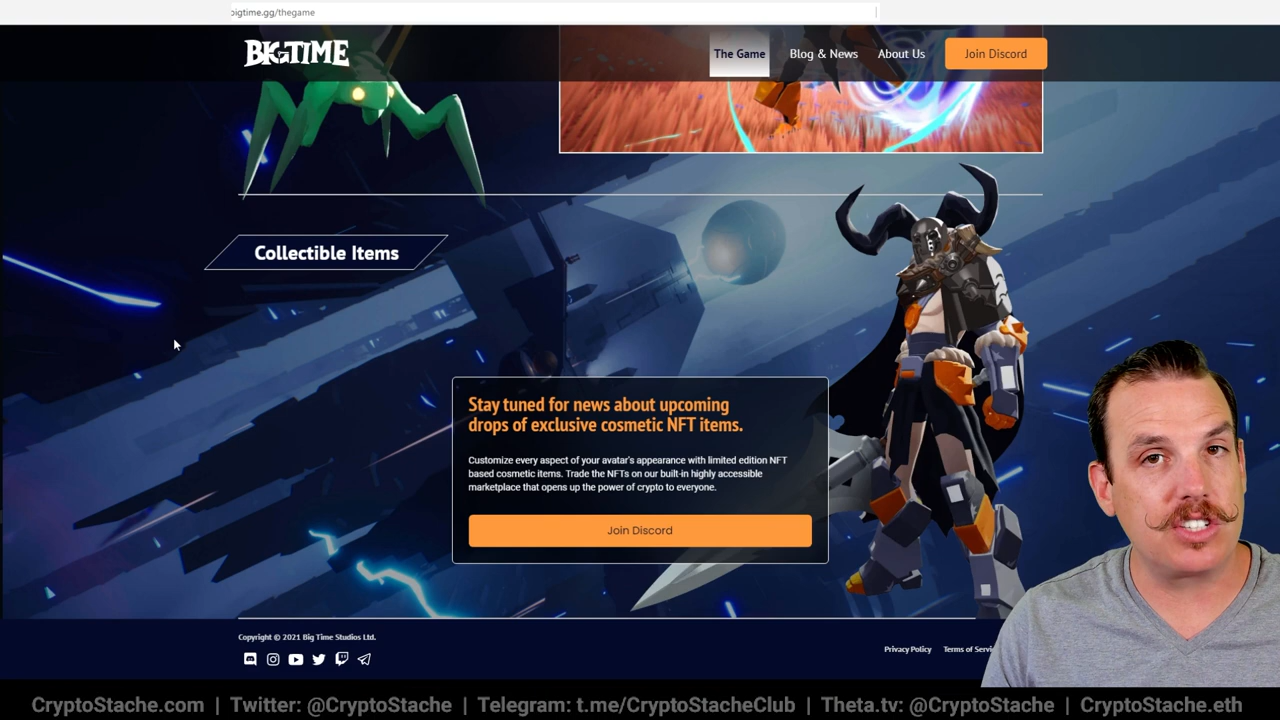 bigtime.gg/thegame
BIGTIME
The Game
Blog & News
About Us
Join Discord
Collectible Items
Stay tuned for news about upcoming
drops of exclusive cosmetic NFT items.
Customize every aspect of your avatar's appearance with limited edition NFT
based cosmetic items. Trade the NFTs on our built-in highly accessible
marketplace that opens up the power of crypto to everyone.
Join Discord
Copyright © 2021 Big Time Studios Ltd.
Privacy Policy
Terms of Servi
CryptoStache.com | Twitter: @CryptoStache | Telegram: t.me/CryptoStacheClub | Theta.tv: @CryptoStache | CryptoStache.eth